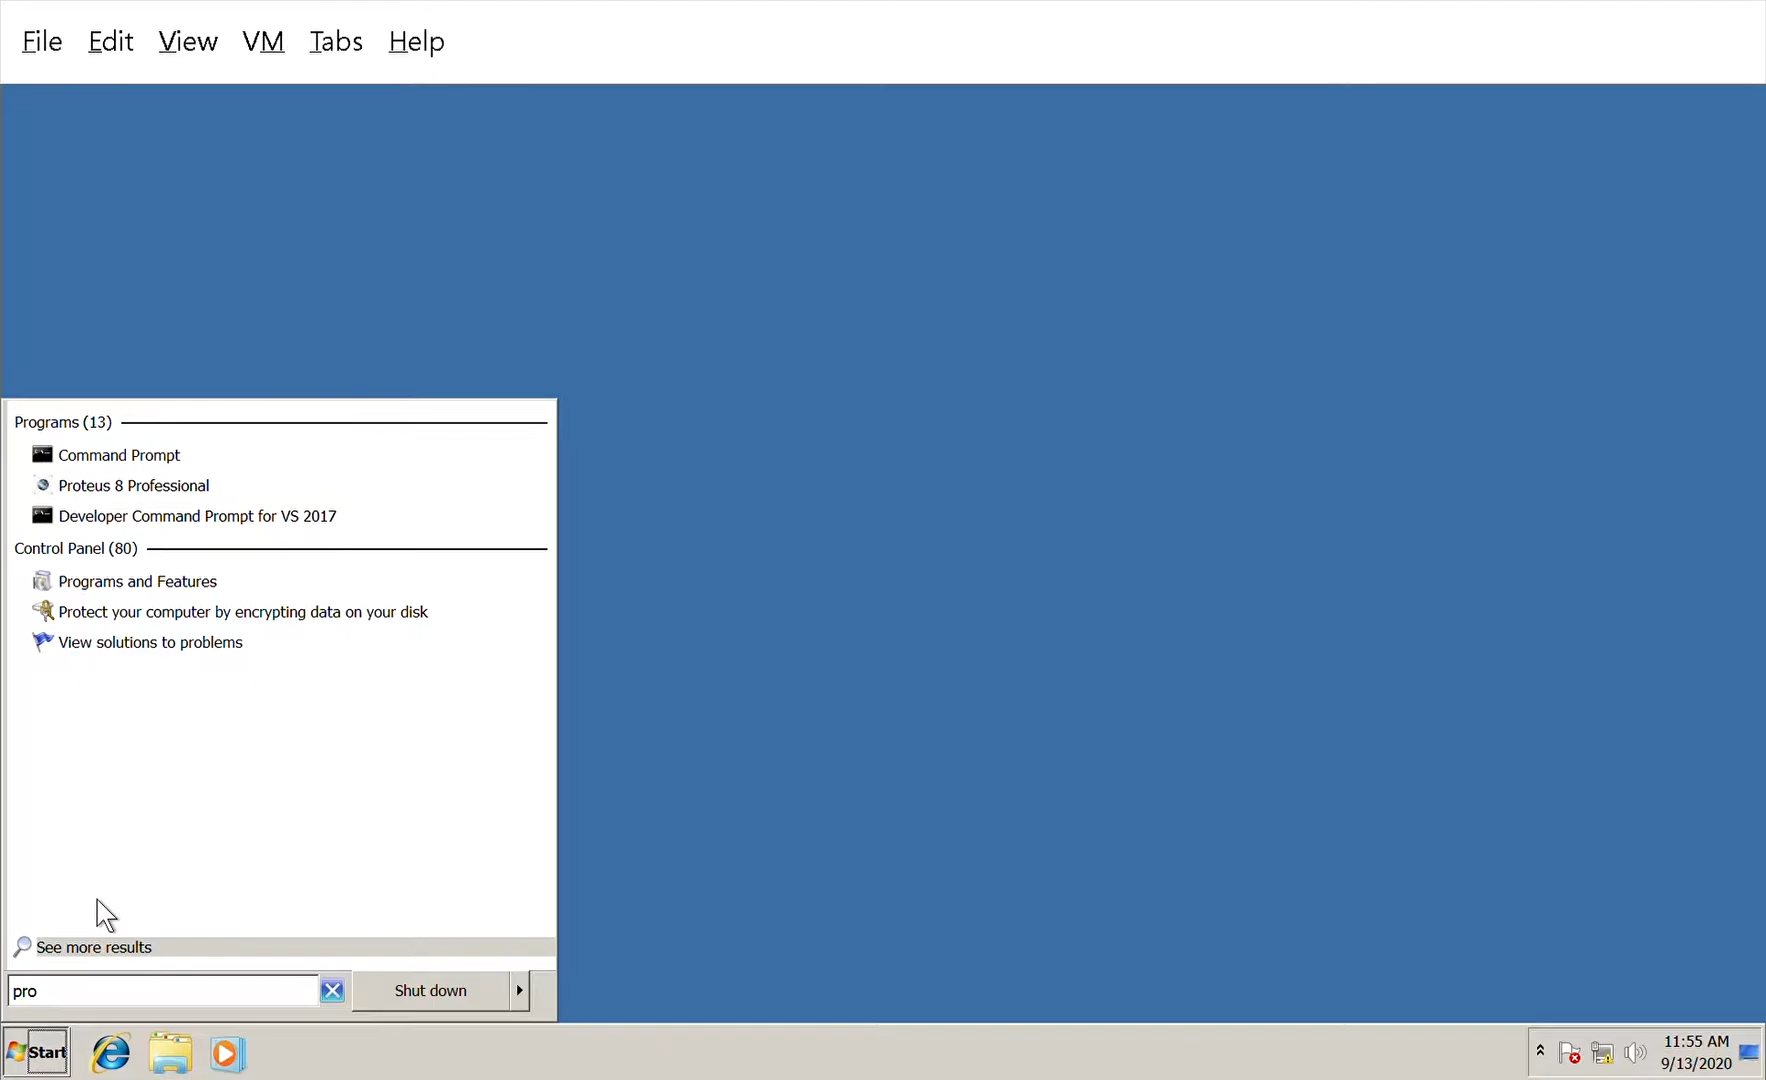 File Edit View VM Tabs Help
Programs (13)
Command Prompt
Proteus 8 Professional
Developer Command Prompt for VS 2017
Control Panel (80)
Programs and Features
Protect your computer by encrypting data on your disk
View solutions to problems
See more results
pro
Shut down
Start
11:55 AM
9/13/2020